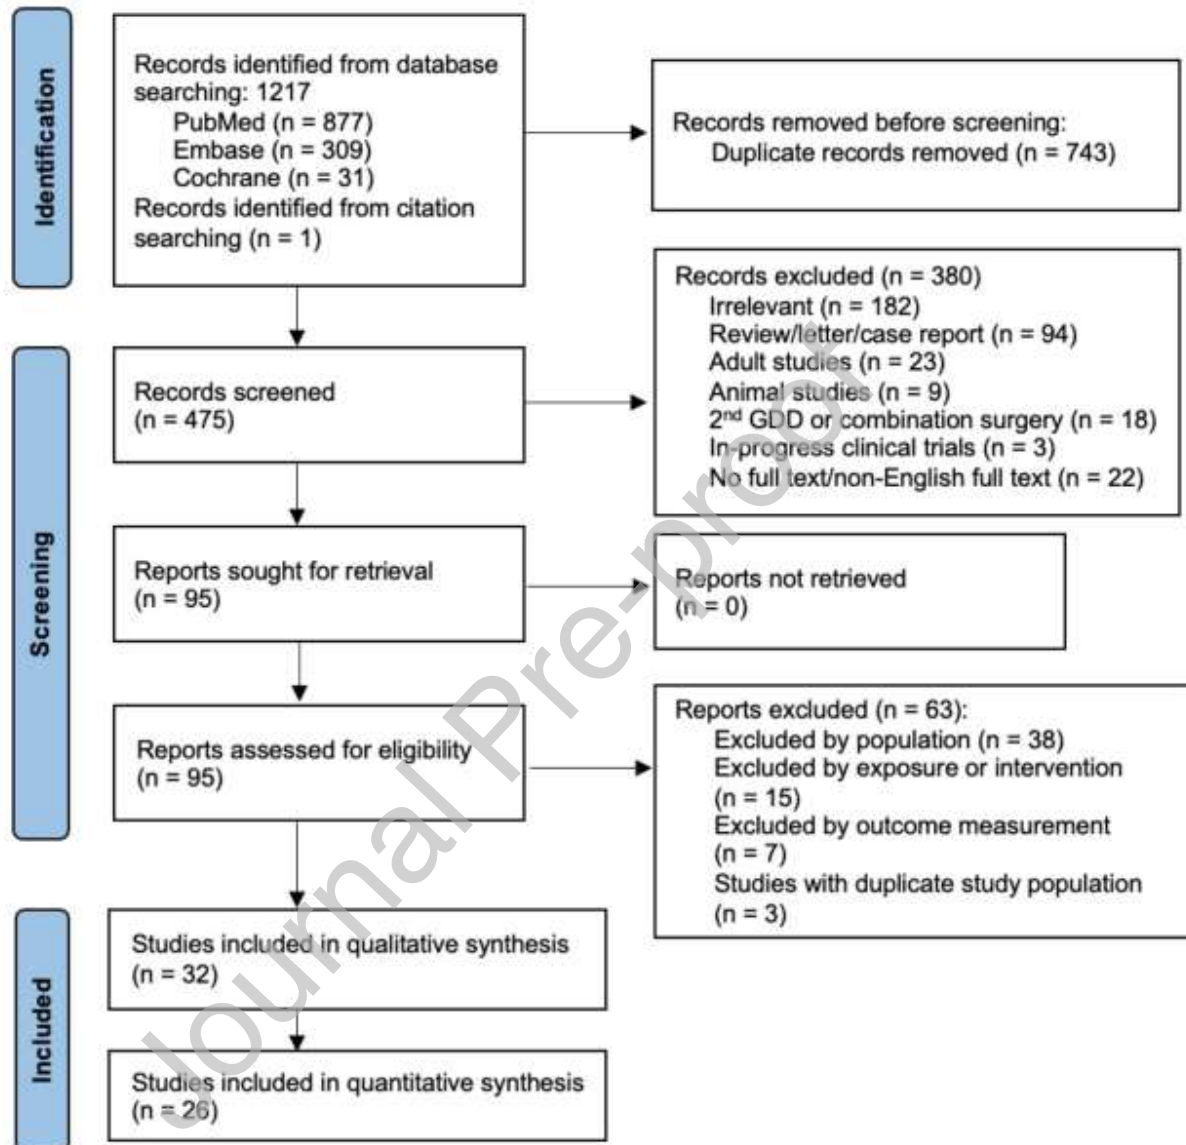 Identification
Records identified from database
searching: 1217
PubMed (n = 877)
Embase (n = 309)
Cochrane (n = 31)
Records identified from citation
searching (n = 1)
Records removed before screening:
Duplicate records removed (n = 743)
Screening
Records screened
(n = 475)
Records excluded (n = 380)
Irrelevant (n = 182)
Review/letter/case report (n = 94)
Adult studies (n = 23)
Animal studies (n = 9)
2nd GDD or combination surgery (n = 18)
In-progress clinical trials (n = 3)
No full text/non-English full text (n = 22)
Reports sought for retrieval
(n = 95)
Reports not retrieved
(n = 0)
Reports assessed for eligibility
(n = 95)
Reports excluded (n = 63):
Excluded by population (n = 38)
Excluded by exposure or intervention
(n = 15)
Excluded by outcome measurement
(n = 7)
Studies with duplicate study population
(n = 3)
Included
Studies included in qualitative synthesis
(n = 32)
Studies included in quantitative synthesis
(n = 26)
Journal Pre-proof